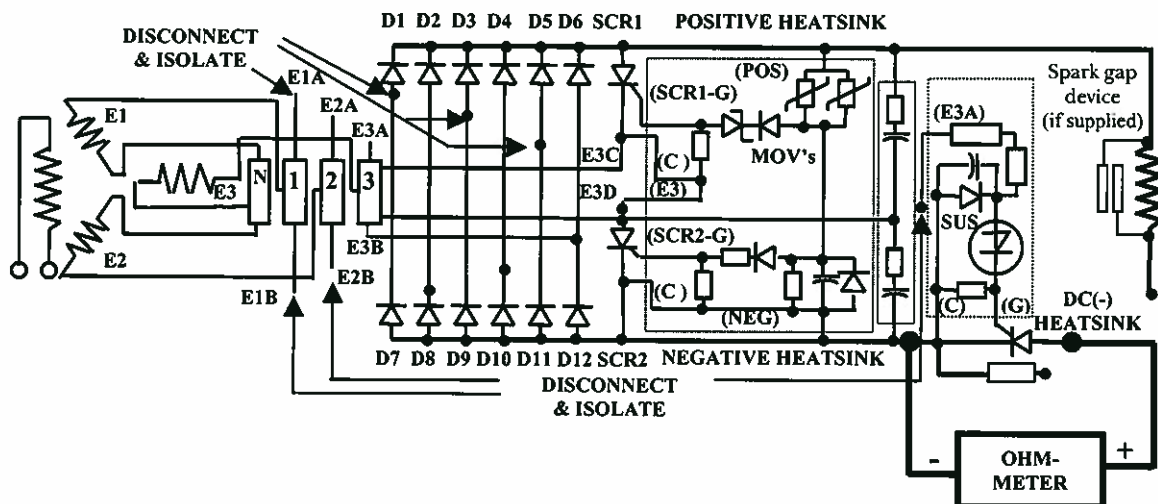 D1 D2 D3 D4 D5 D6 SCR1 POSITIVE HEATSINK
DISCONNECT
& ISOLATE
E1A
E2A
E3A
E1
E3
E2
N
1
2
3
E3B
E2B
E1B
E3C
E3D
(POS)
(SCR1-G)
MOV's
(C )
(E3)
(SCR2-G)
(C )
(NEG)
(E3A)
SUS
(C)
(G)
Spark gap
device
(if supplied)
DC(-)
HEATSINK
D7 D8 D9 D10 D11 D12 SCR2 NEGATIVE HEATSINK
DISCONNECT
& ISOLATE
- +
OHM-
METER